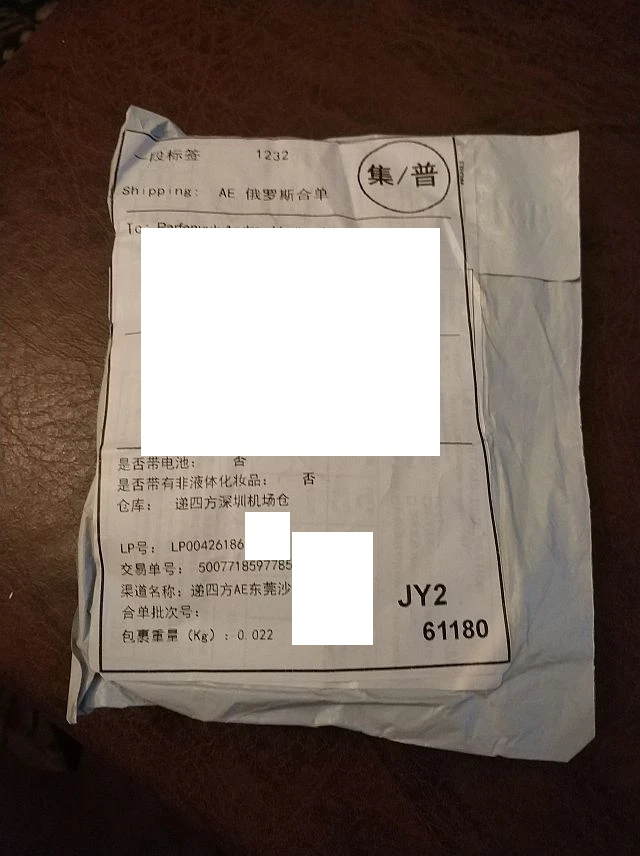 段标签 1232
集/普
Shipping: AE 俄罗斯合单
To:
是否带电池: 否
是否带有非液体化妆品: 否
仓库: 递四方深圳机场仓
LP号: LP00426186
交易单号: 5007718597785
渠道名称: 递四方AE东莞沙
合单批次号:
JY2
包裹重量 (Kg) : 0.022
61180